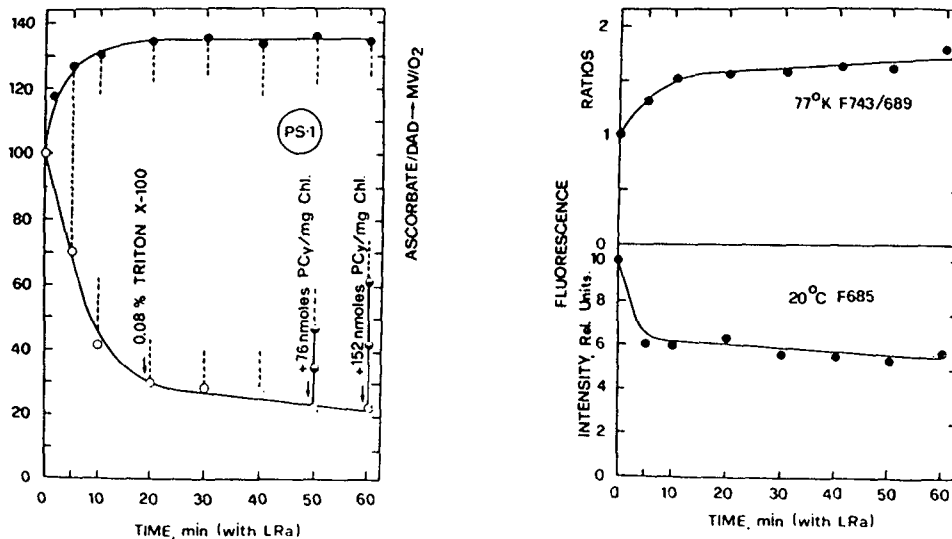 140
120
100
80
60
40
20
0
PS·1
0.08 % TRITON X-100
+76 nmoles PCy/mg Chl.
+152 nmoles PCy/mg Chl.
0 10 20 30 40 50 60
TIME, min (with LRa)
ASCORBATE/DAD→MV/O2
FLUORESCENCE
RATIOS
2
1
0
77°K F743/689
INTENSITY, Rel. Units.
10
8
6
4
2
0
20°C F685
0 10 20 30 40 50 60
TIME, min (with LRa)